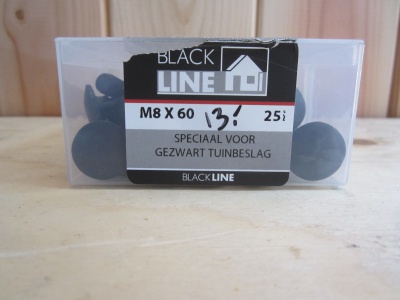 BLACK
LINE
M8 X 60 13! 25
SPECIAAL VOOR
GEZWART TUINBESLAG
BLACKLINE